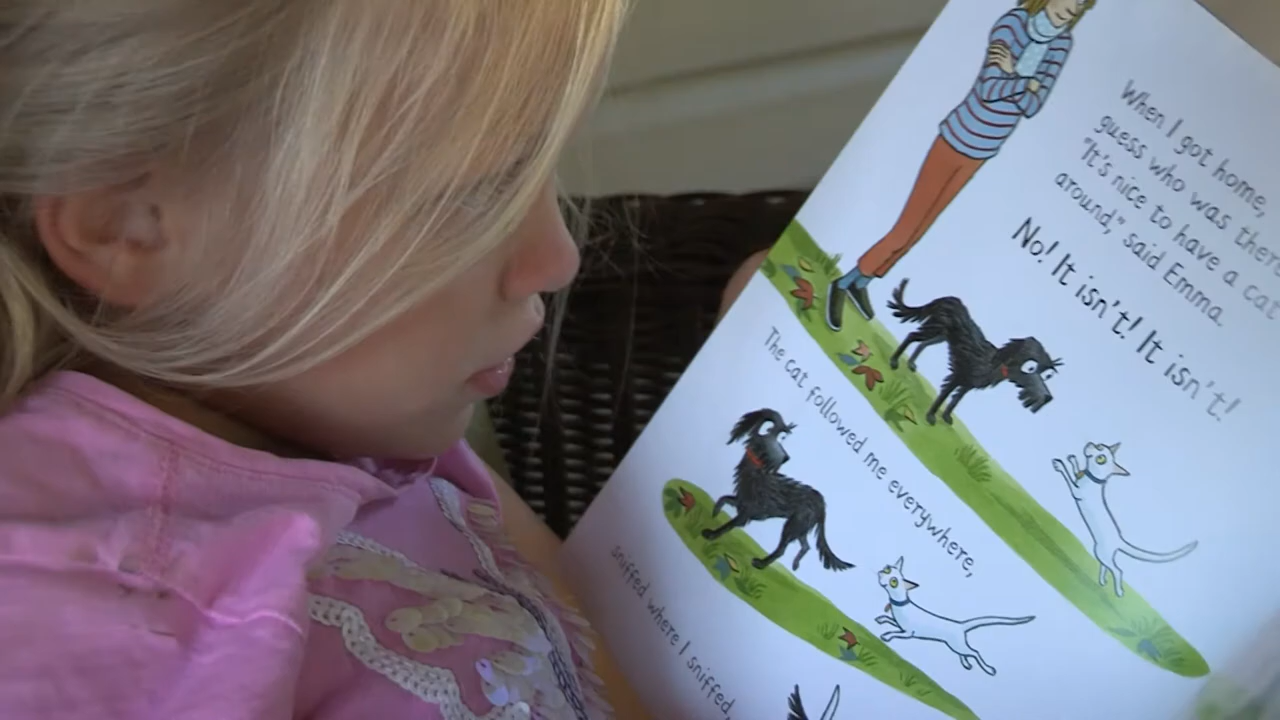 When I got home,
guess who was there
"It's nice to have a cat
around," said Emma.
No! It isn't! It isn't!
The cat followed me everywhere,
sniffed where I sniffed,